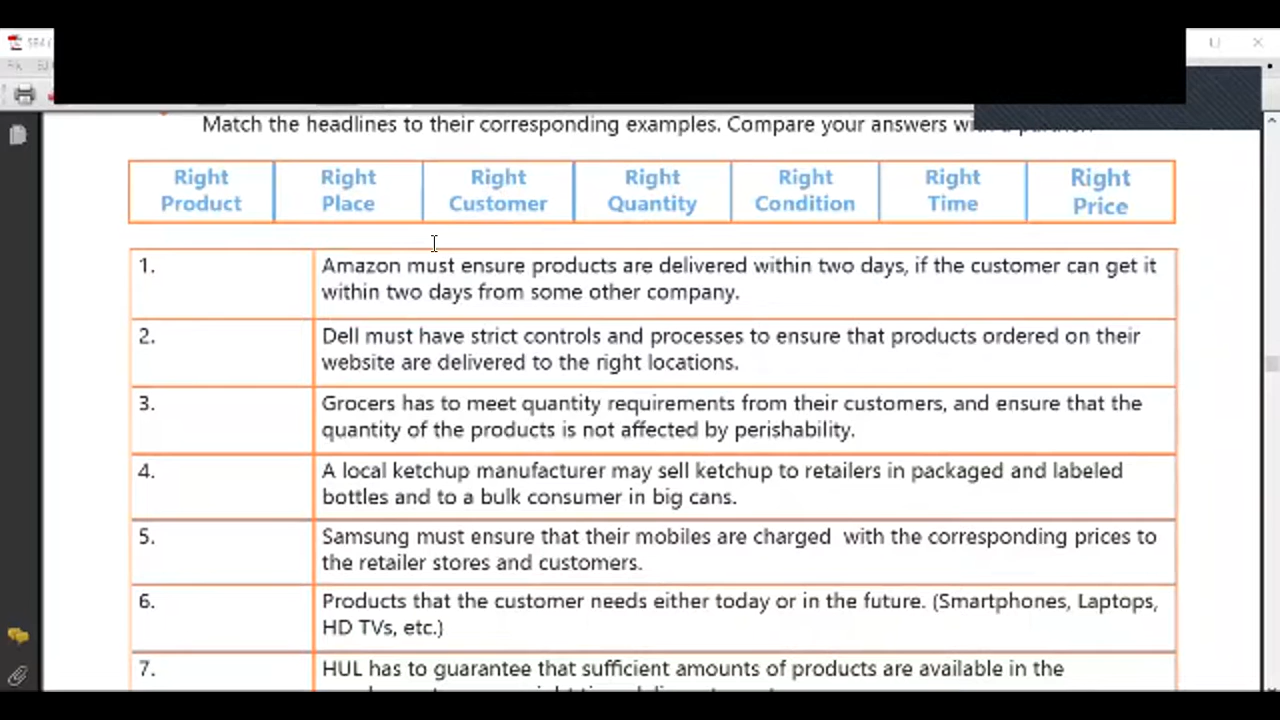 Match the headlines to their corresponding examples. Compare your answers
Right Product
Right Place
Right Customer
Right Quantity
Right Condition
Right Time
Right Price
1.
Amazon must ensure products are delivered within two days, if the customer can get it
within two days from some other company.
2.
Dell must have strict controls and processes to ensure that products ordered on their
website are delivered to the right locations.
3.
Grocers has to meet quantity requirements from their customers, and ensure that the
quantity of the products is not affected by perishability.
4.
A local ketchup manufacturer may sell ketchup to retailers in packaged and labeled
bottles and to a bulk consumer in big cans.
5.
Samsung must ensure that their mobiles are charged with the corresponding prices to
the retailer stores and customers.
6.
Products that the customer needs either today or in the future. (Smartphones, Laptops,
HD TVs, etc.)
7.
HUL has to guarantee that sufficient amounts of products are available in the